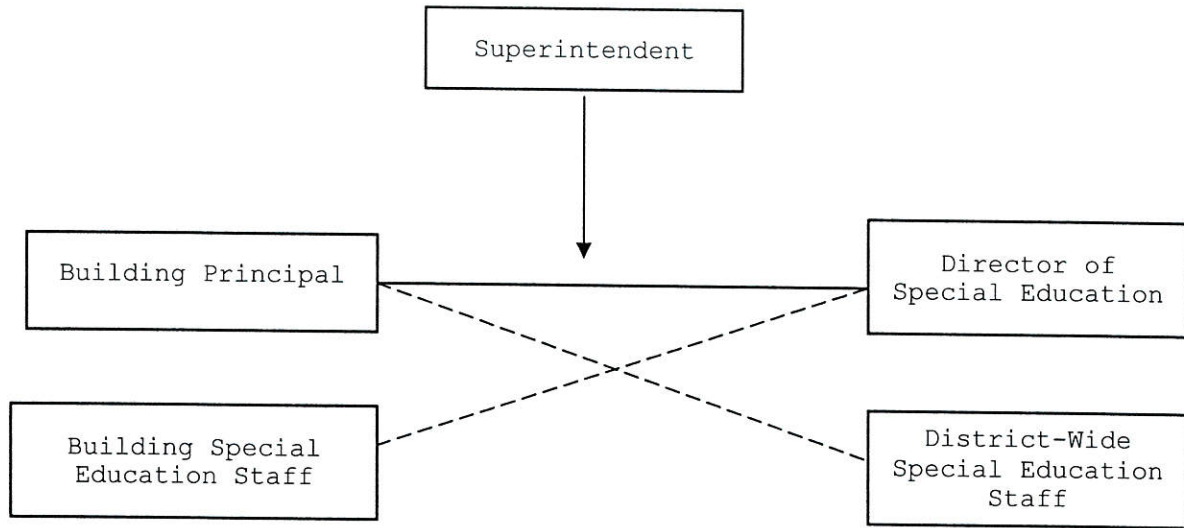 Superintendent
Building Principal
Director of
Special Education
Building Special
Education Staff
District-Wide
Special Education
Staff